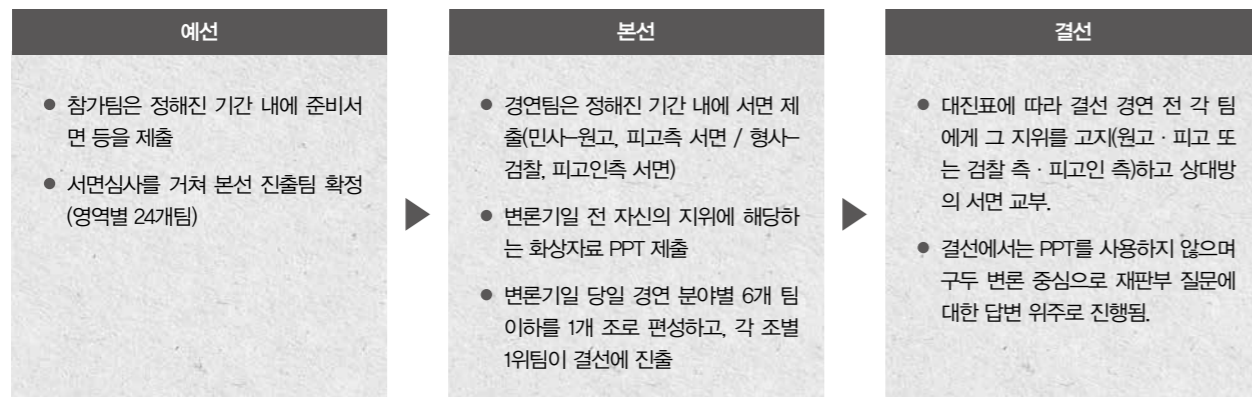 예선
● 참가팀은 정해진 기간 내에 준비서
면 등을 제출
● 서면심사를 거쳐 본선 진출팀 확정
(영역별 24개팀)
본선
● 경연팀은 정해진 기간 내에 서면 제
출(민사-원고, 피고측 서면 / 형사-
검찰, 피고인측 서면)
● 변론기일 전 자신의 지위에 해당하
는 화상자료 PPT 제출
● 변론기일 당일 경연 분야별 6개 팀
이하를 1개 조로 편성하고, 각 조별
1위팀이 결선에 진출
결선
● 대진표에 따라 결선 경연 전 각 팀
에게 그 지위를 고지(원고 · 피고 또
는 검찰 측 · 피고인 측)하고 상대방
의 서면 교부.
● 결선에서는 PPT를 사용하지 않으며
구두 변론 중심으로 재판부 질문에
대한 답변 위주로 진행됨.